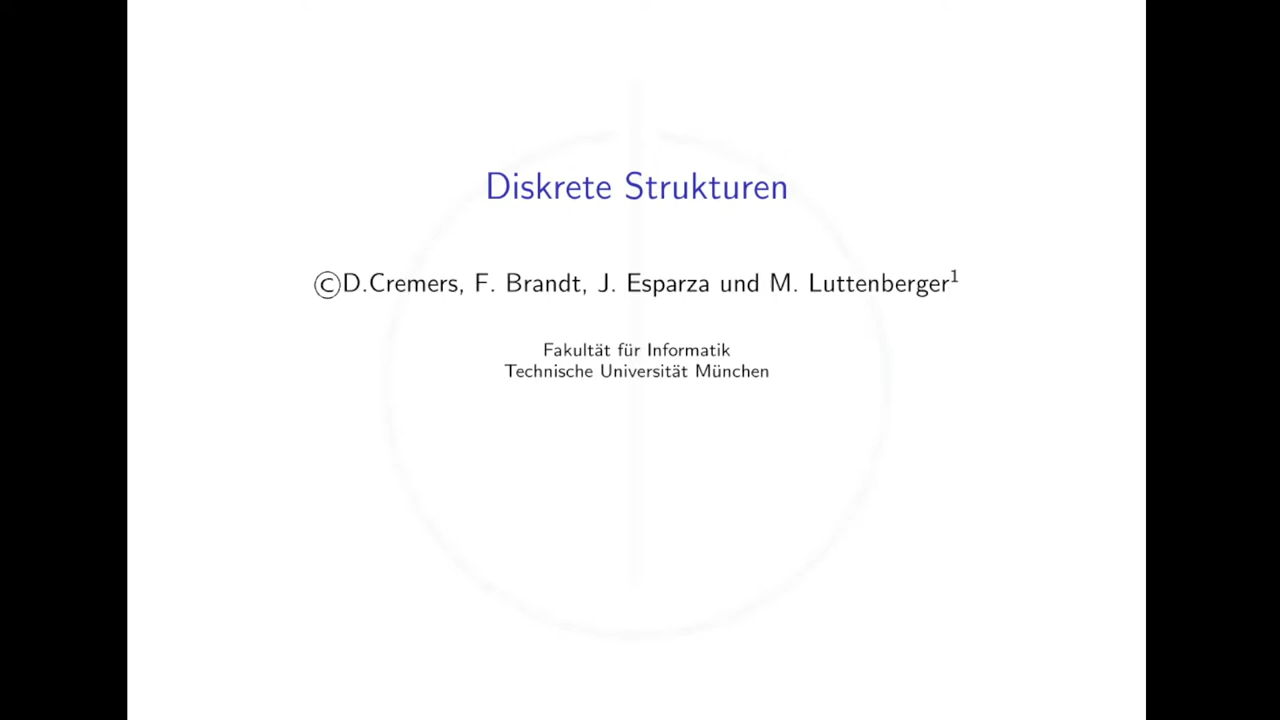 Diskrete Strukturen
©D.Cremers, F. Brandt, J. Esparza und M. Luttenberger¹
Fakultät für Informatik
Technische Universität München